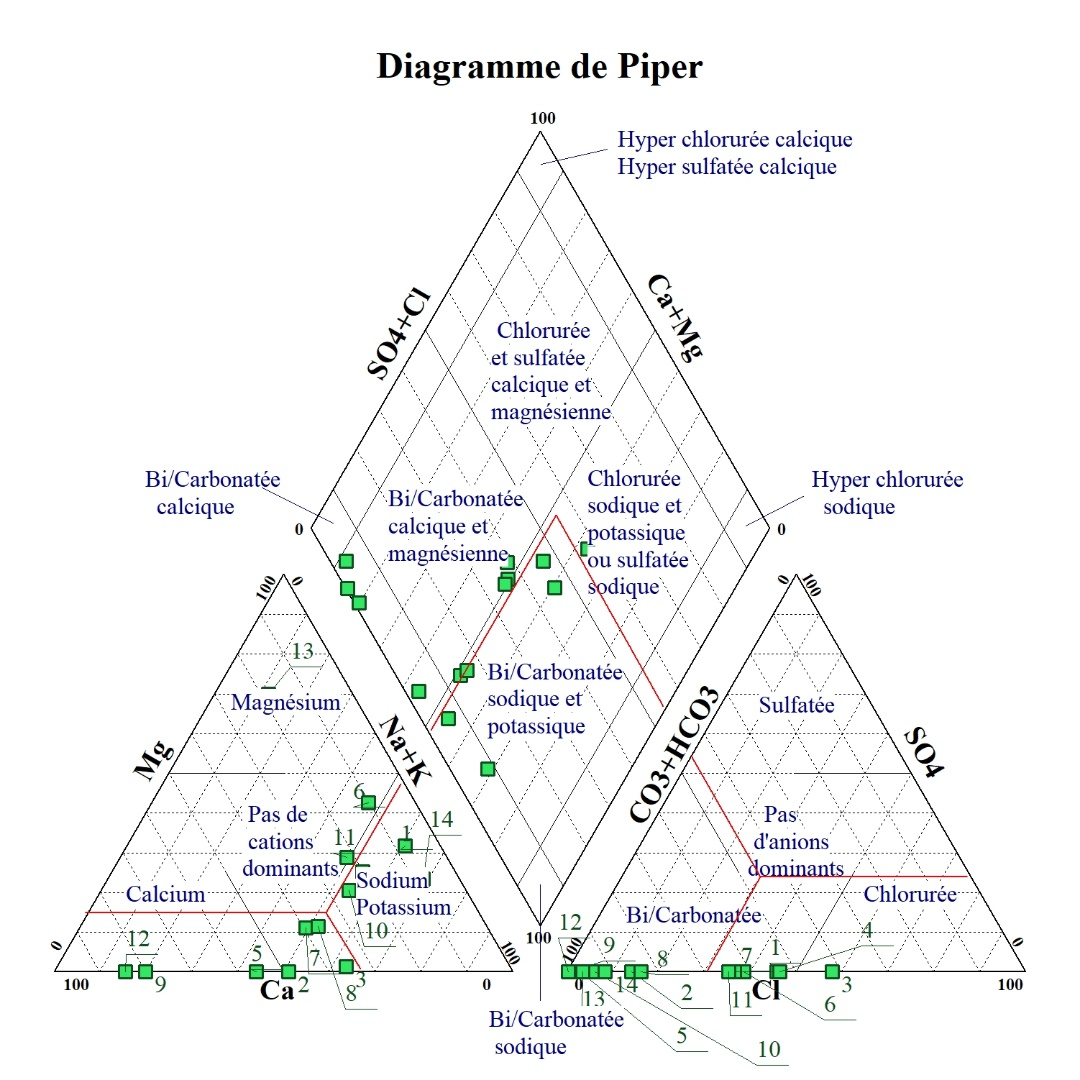 Diagramme de Piper
100
Hyper chlorurée calcique
Hyper sulfatée calcique
SO4+Cl
Ca+Mg
Chlorurée
et sulfatée
calcique et
magnésienne
Bi/Carbonatée
calcique
Bi/Carbonatée
calcique et
magnésienne
Chlorurée
sodique et
potassique
ou sulfatée
sodique
Hyper chlorurée
sodique
0
0
100
0
0
100
13
Magnésium
Mg
Na+K
Bi/Carbonatée
sodique et
potassique
CO3+HCO3
Sulfatée
SO4
6
Pas de
cations
dominants
11
1
14
Pas
d'anions
dominants
Calcium
Sodium
Potassium
Bi/Carbonatée
Chlorurée
10
12
5
7
0
100
100
12
9
8
7
1
4
0
100
9
Ca
2
8
3
0
100
0
13
14
2
11
Cl
6
3
100
Bi/Carbonatée
sodique
5
10